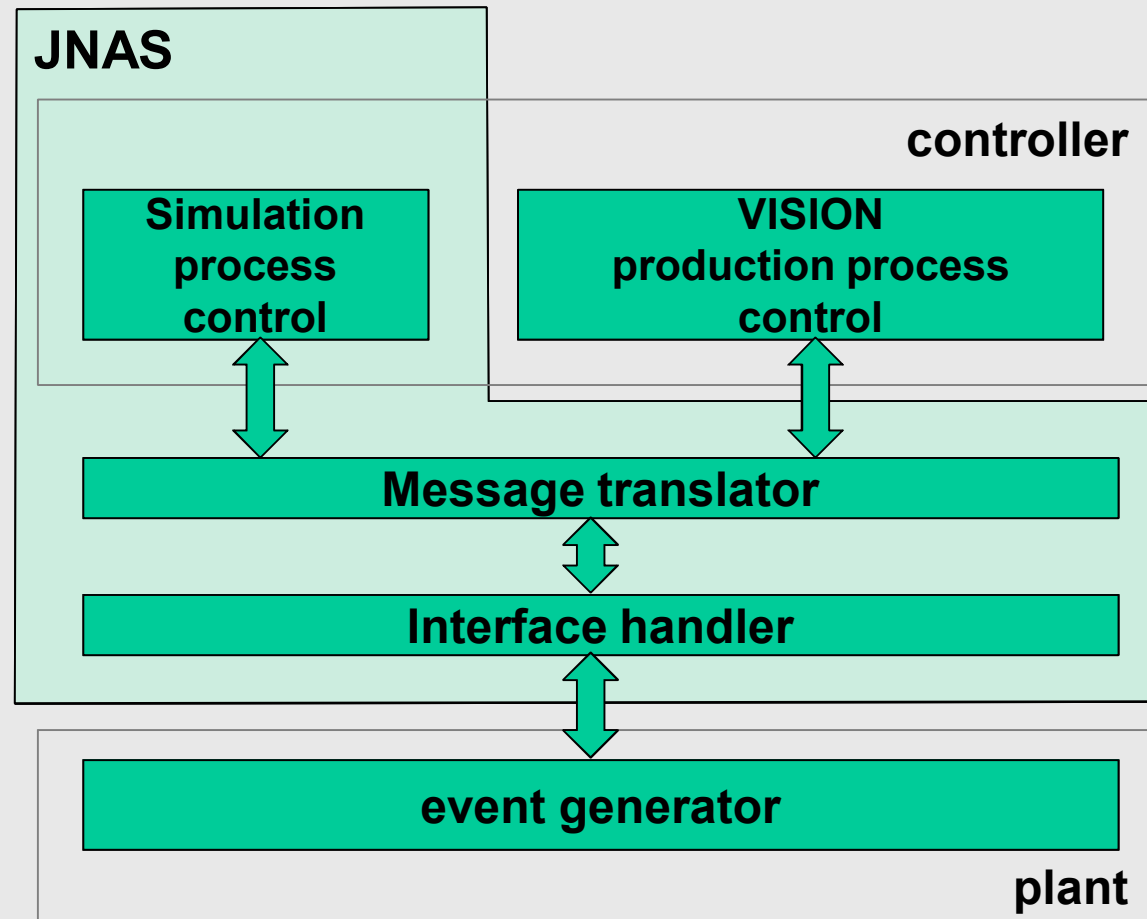 JNAS
controller
Simulation
process
control
VISION
production process
control
Message translator
Interface handler
event generator
plant